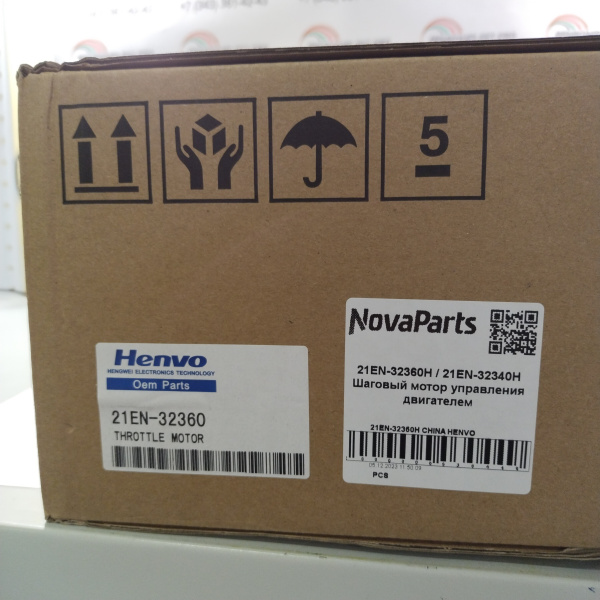 5
NovaParts
21EN-32360H / 21EN-32340H
Шаговый мотор управления
двигателем
21EN-32360H CHINA HENVO
PCS
Henvo
HENGWEI ELECTRONICS TECHNOLOGY
Oem Parts
21EN-32360
THROTTLE MOTOR